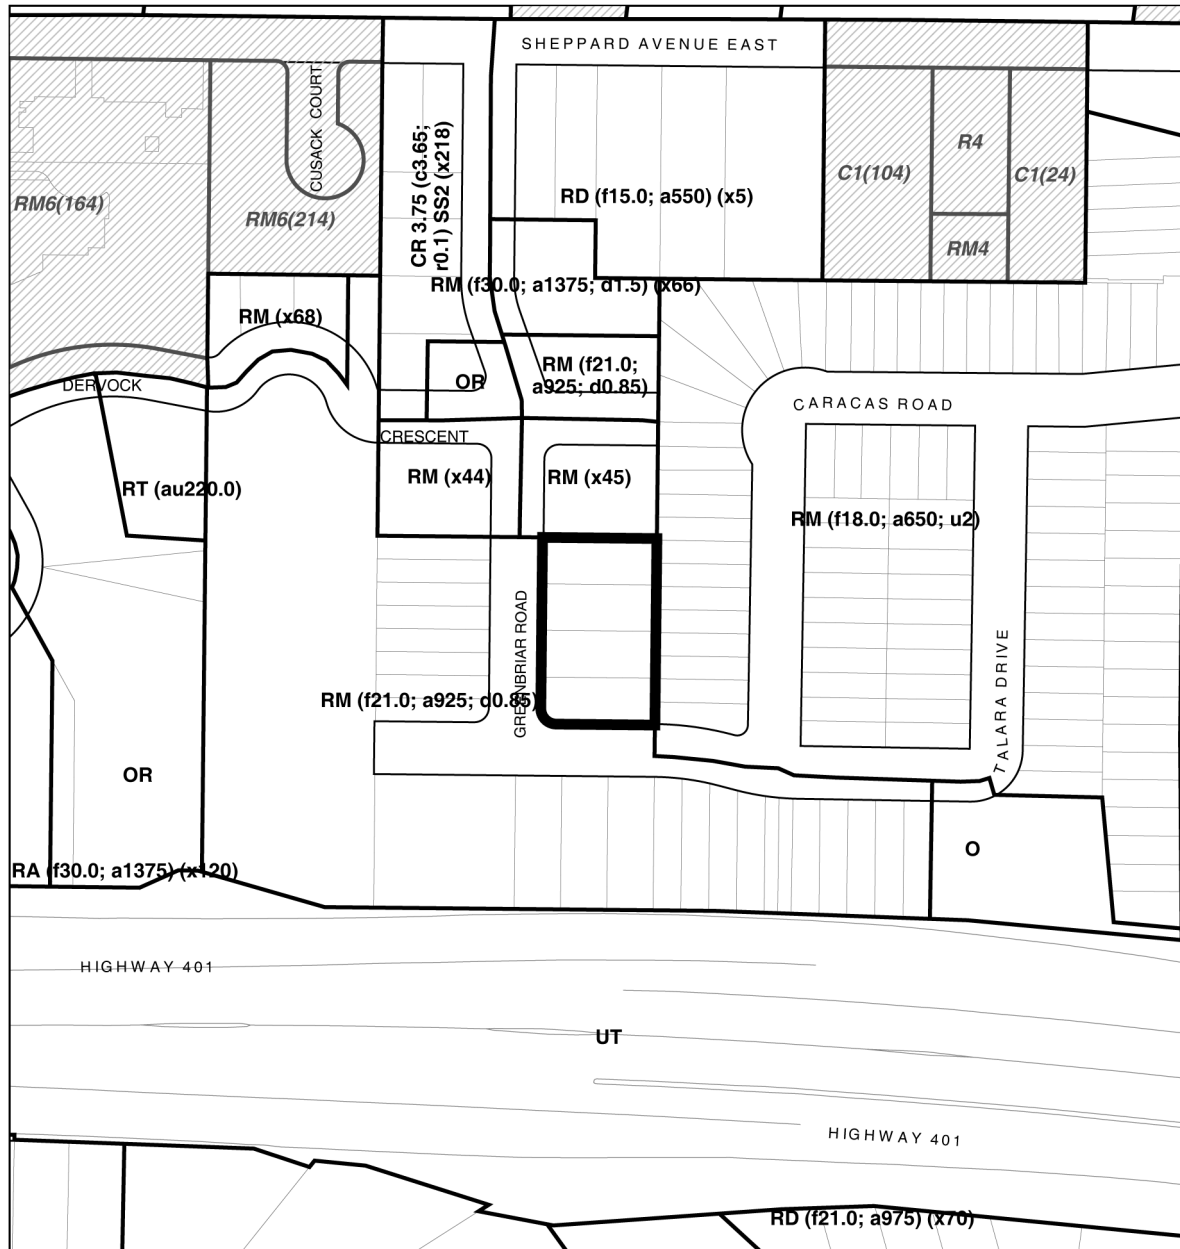 SHEPPARD AVENUE EAST
CUSACK COURT
R4
C1(104)
C1(24)
CR 3.75 (c3.65;
r0.1) SS2 (x218)
RD (f15.0; a550) (x5)
RM6(164)
RM6(214)
RM4
RM (f30.0; a1375; d1.5) (x66)
RM (x68)
RM (f21.0;
a925; d0.85)
OR
DERVOCK
CARACAS ROAD
CRESCENT
RM (x44)
RM (x45)
RT (au220.0)
RM (f18.0; a650; u2)
GREENBRIAR ROAD
TALARA DRIVE
RM (f21.0; a925; d0.85)
OR
O
RA (f30.0; a1375) (x120)
HIGHWAY 401
UT
HIGHWAY 401
RD (f21.0; a975) (x70)